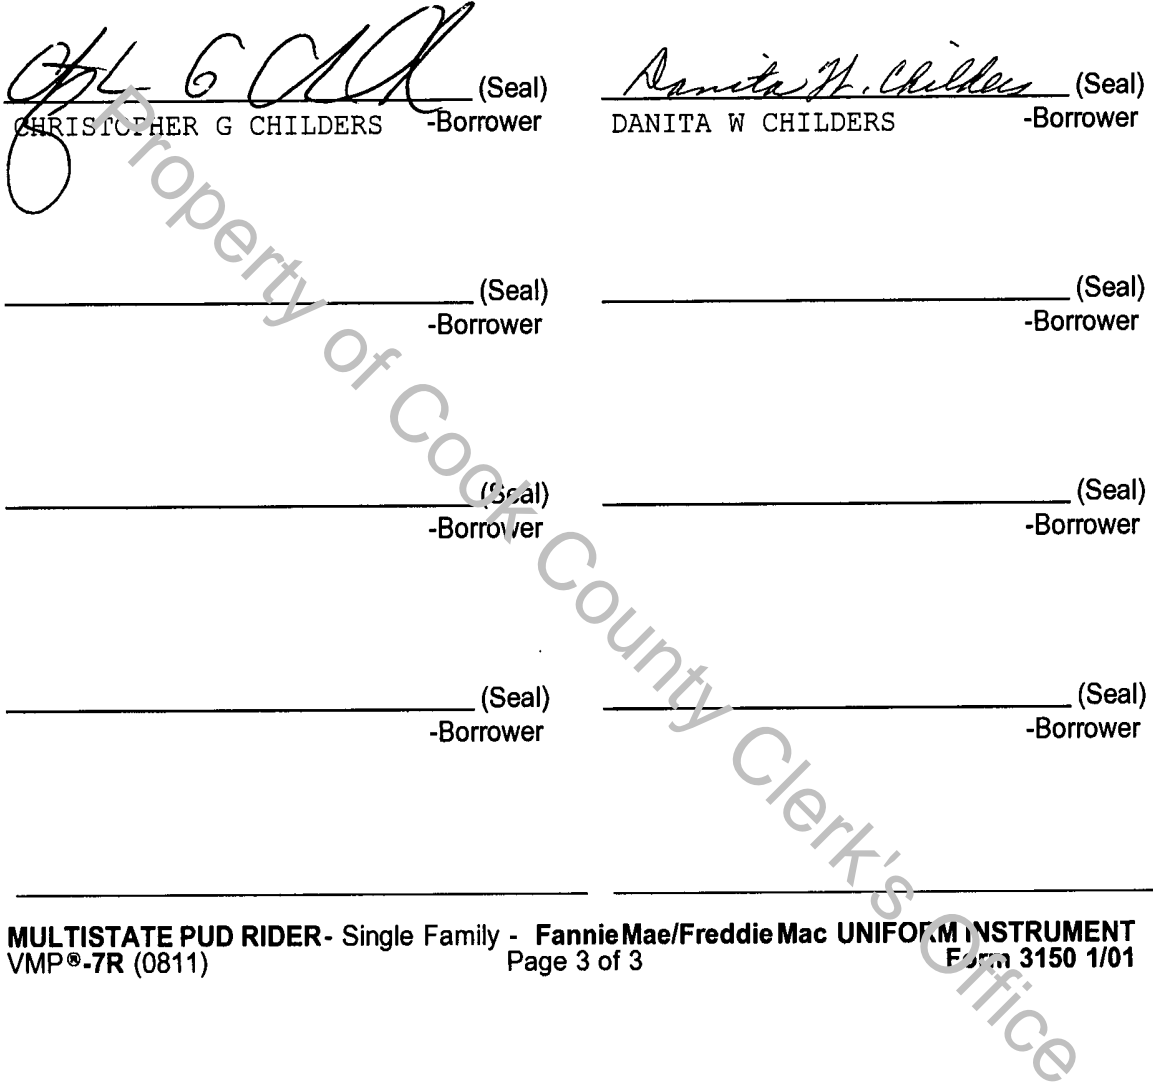 Christopher G Childers (Seal) Danita W. Childers (Seal)
CHRISTOPHER G CHILDERS -Borrower DANITA W CHILDERS -Borrower
(Seal) (Seal)
-Borrower -Borrower
(Seal) (Seal)
-Borrower -Borrower
(Seal) (Seal)
-Borrower -Borrower
MULTISTATE PUD RIDER- Single Family - Fannie Mae/Freddie Mac UNIFORM INSTRUMENT
VMP®-7R (0811) Page 3 of 3 Form 3150 1/01
Property of Cook County Clerk's Office